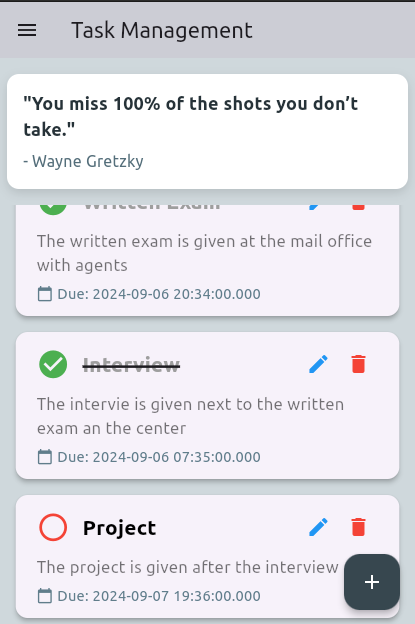 Task Management
"You miss 100% of the shots you don’t
take."
- Wayne Gretzky
Written Exam
The written exam is given at the mail office
with agents
Due: 2024-09-06 20:34:00.000
Interview
The intervie is given next to the written
exam an the center
Due: 2024-09-06 07:35:00.000
Project
The project is given after the interview
Due: 2024-09-07 19:36:00.000